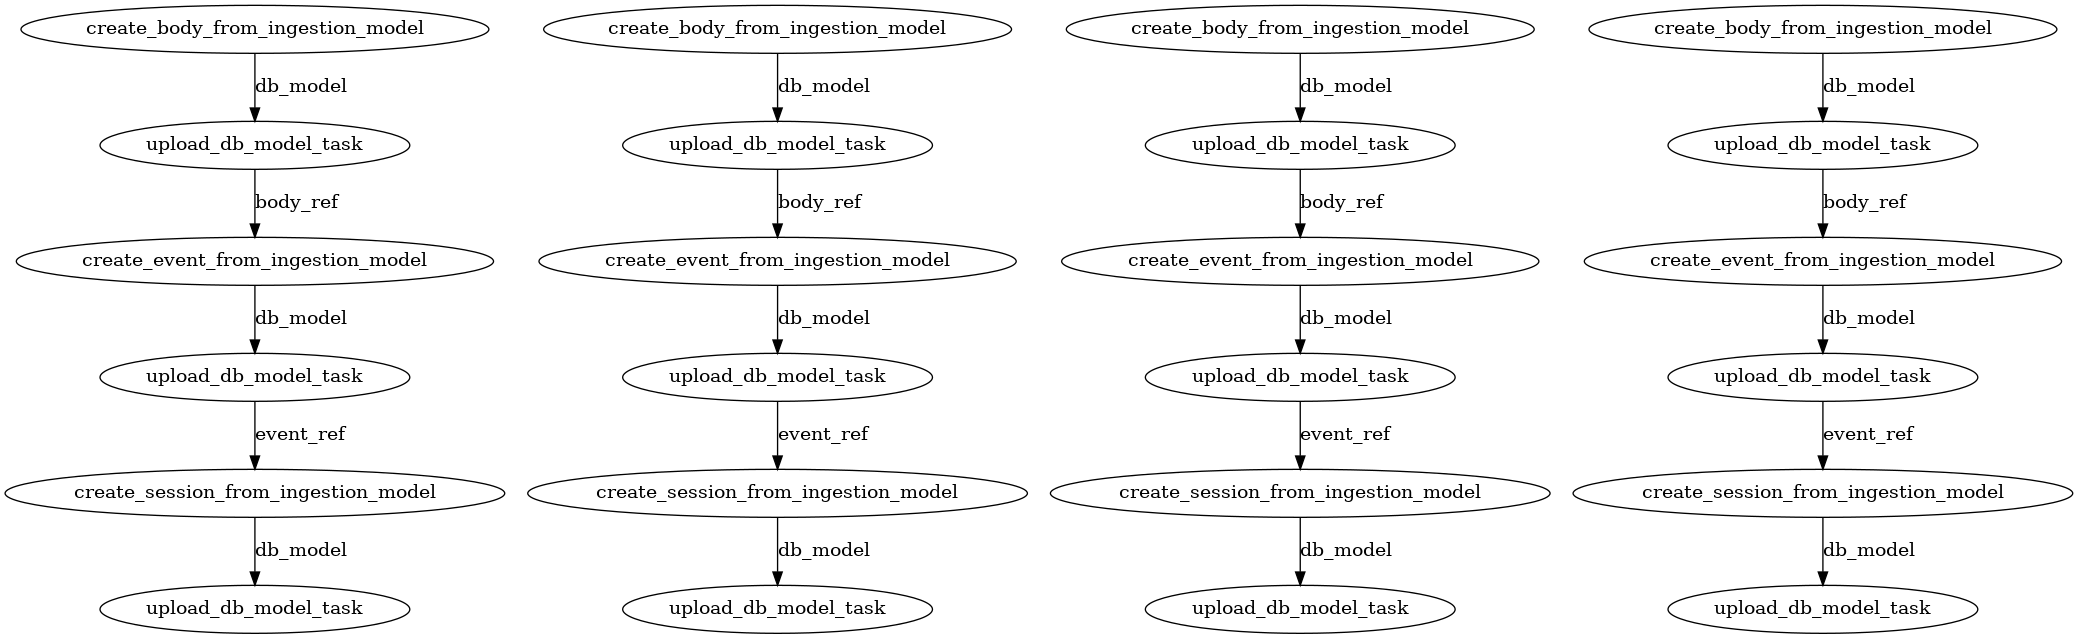 create_body_from_ingestion_model create_body_from_ingestion_model create_body_from_ingestion_model create_body_from_ingestion_model
db_model db_model db_model db_model
upload_db_model_task upload_db_model_task upload_db_model_task upload_db_model_task
body_ref body_ref body_ref body_ref
create_event_from_ingestion_model create_event_from_ingestion_model create_event_from_ingestion_model create_event_from_ingestion_model
db_model db_model db_model db_model
upload_db_model_task upload_db_model_task upload_db_model_task upload_db_model_task
event_ref event_ref event_ref event_ref
create_session_from_ingestion_model create_session_from_ingestion_model create_session_from_ingestion_model create_session_from_ingestion_model
db_model db_model db_model db_model
upload_db_model_task upload_db_model_task upload_db_model_task upload_db_model_task